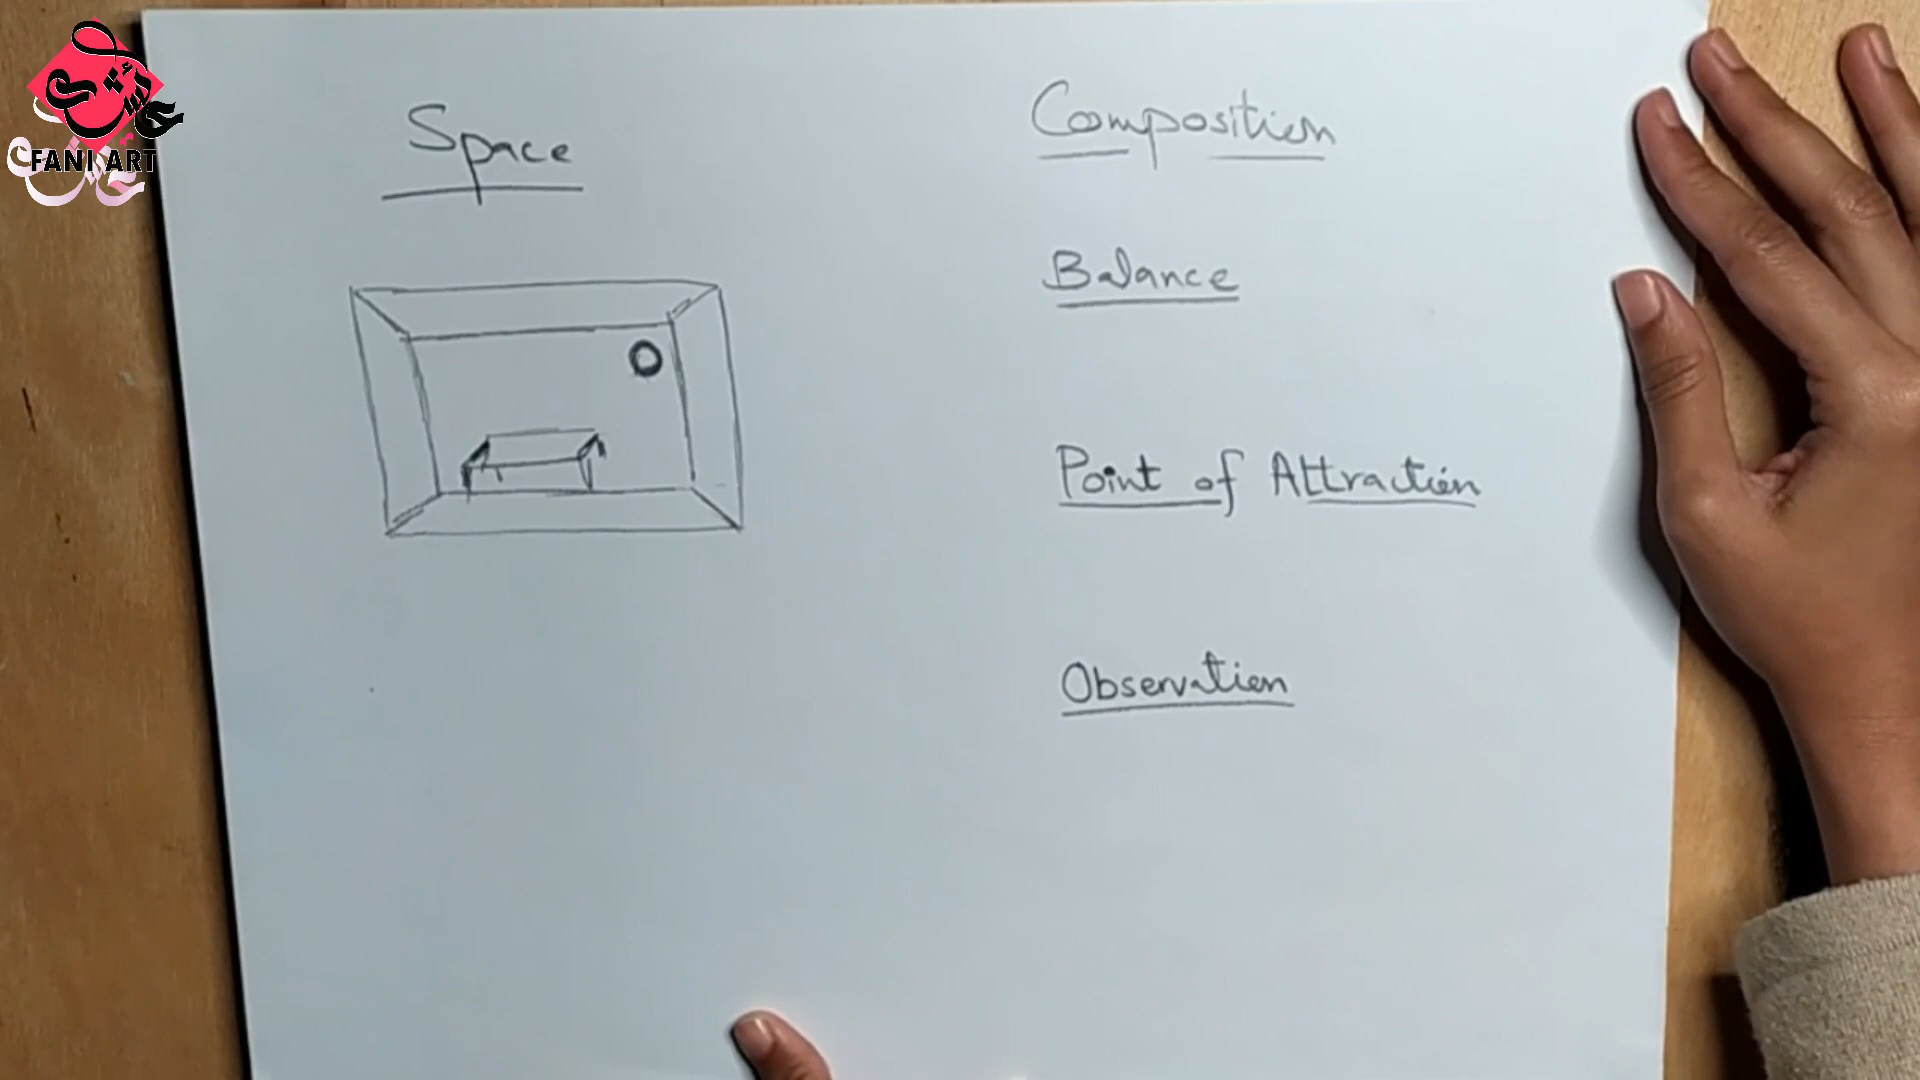 FANI ART
Space
Composition
Balance
Point of Attraction
Observation